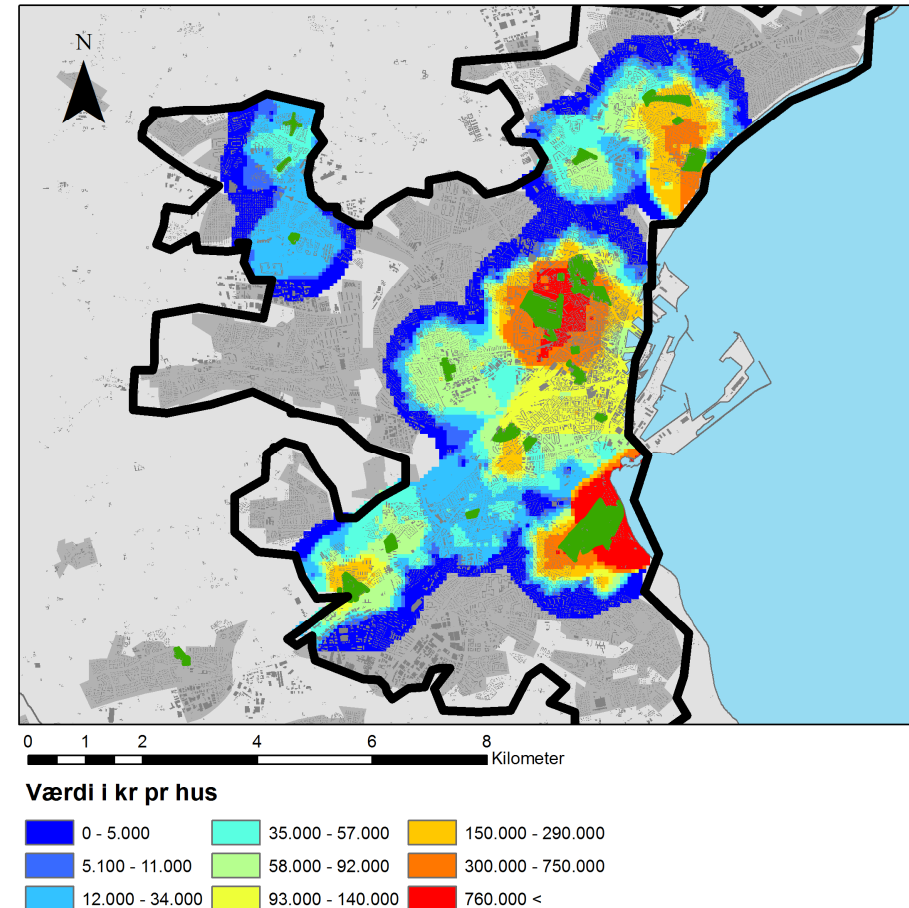 N
0 1 2 4 6 8
Kilometer
Værdi i kr pr hus
0 - 5.000 35.000 - 57.000 150.000 - 290.000
5.100 - 11.000 58.000 - 92.000 300.000 - 750.000
12.000 - 34.000 93.000 - 140.000 760.000 <